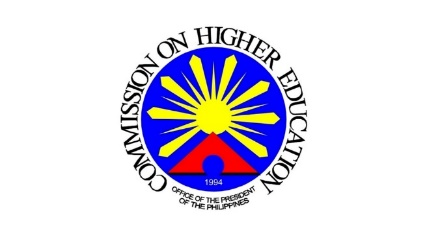 COMMISSION ON HIGHER EDUCATION
1994
OFFICE OF THE PRESIDENT
OF THE PHILIPPINES